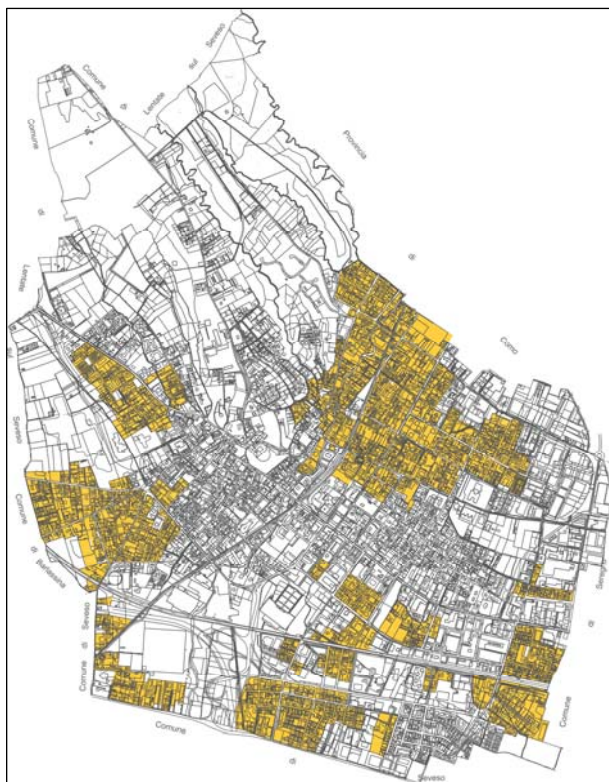 Comune di Lentate sul Seveso
Provincia di Como
Comune di Lentate sul Seveso
Comune di Barlassina
Comune di Seveso
Comune di Seveso
Comune di